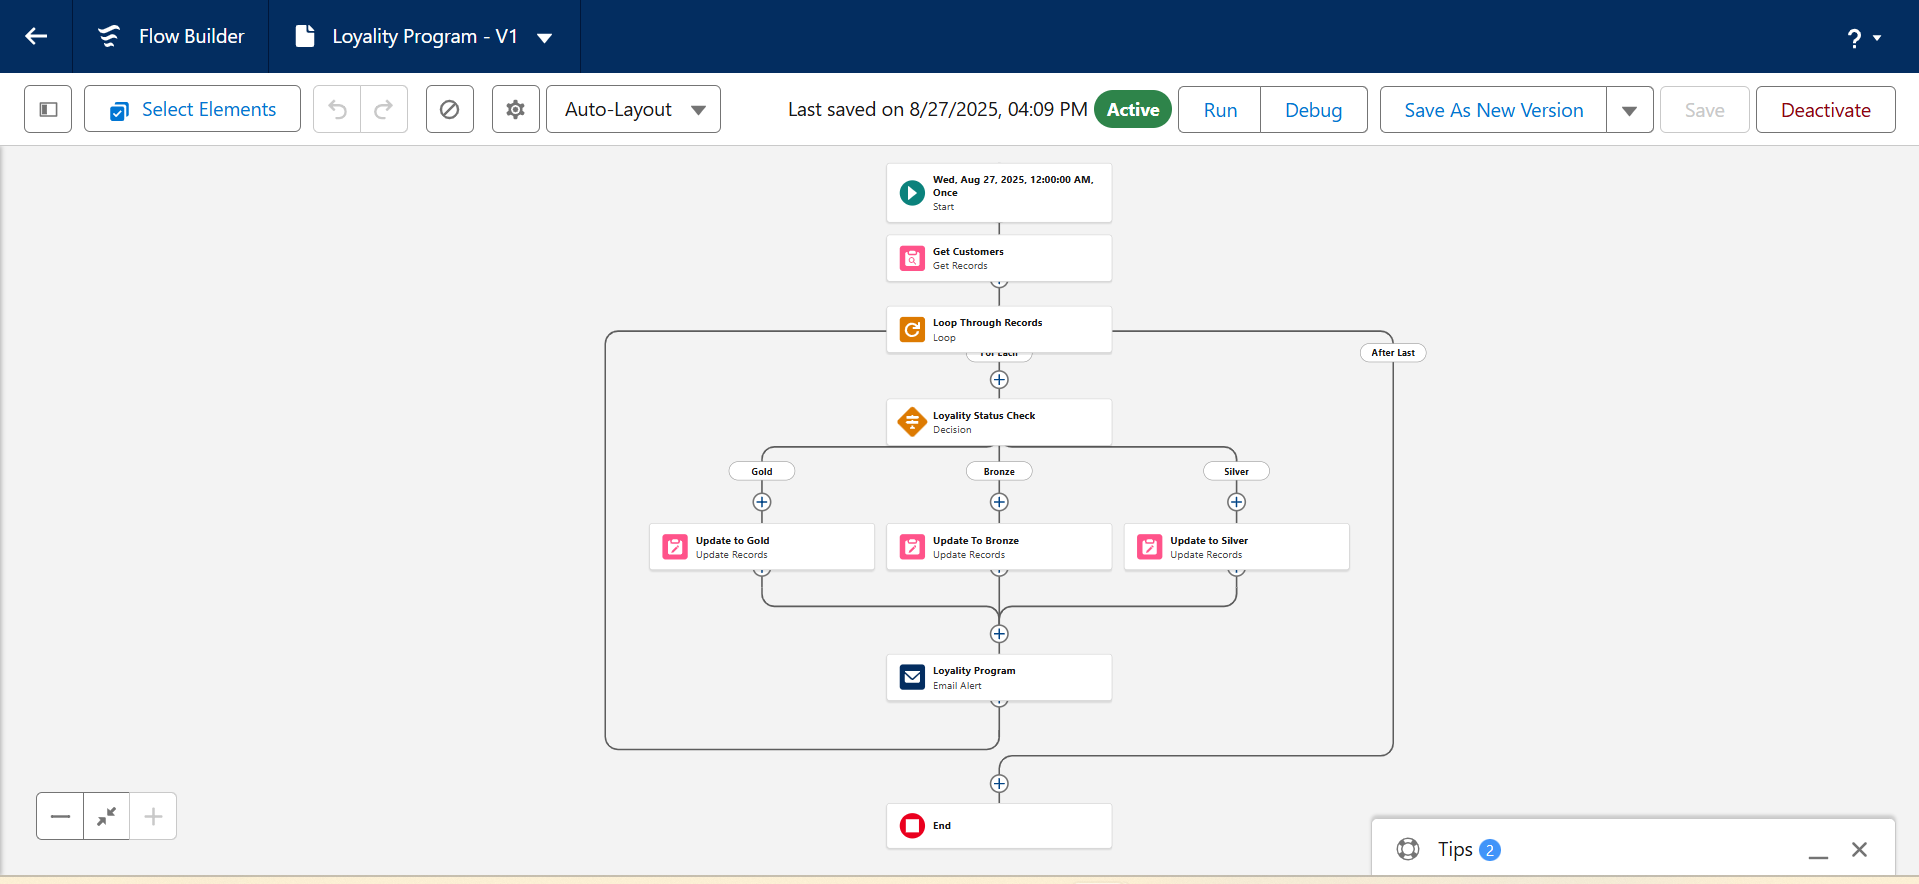 Flow Builder
Loyality Program - V1
?
Select Elements
Auto-Layout
Last saved on 8/27/2025, 04:09 PM
Active
Run
Debug
Save As New Version
Save
Deactivate
Wed, Aug 27, 2025, 12:00:00 AM,
Once
Start
Get Customers
Get Records
Loop Through Records
Loop
For Each
After Last
Loyality Status Check
Decision
Gold
Bronze
Silver
Update to Gold
Update Records
Update To Bronze
Update Records
Update to Silver
Update Records
Loyality Program
Email Alert
End
Tips 2